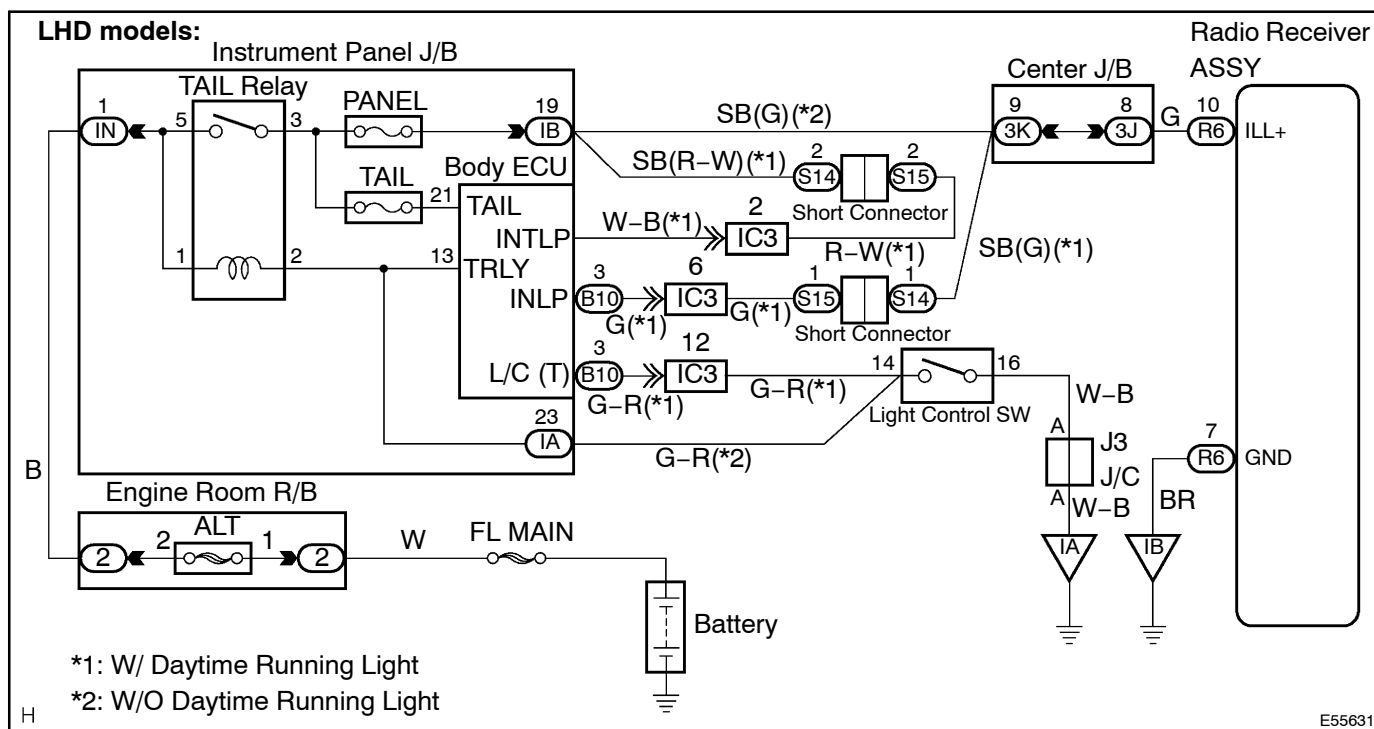 LHD models:
Instrument Panel J/B
Radio Receiver
ASSY
Center J/B
TAIL Relay
PANEL
1
IN
5
3
19
IB
SB(G)(*2)
9
3K
8
3J
G
10
R6
ILL+
Body ECU
SB(R-W)(*1)
2
S14
2
S15
Short Connector
TAIL
21
TAIL
INTLP
W-B(*1)
2
IC3
R-W(*1)
SB(G)(*1)
1
2
13
TRLY
INLP
3
B10
G(*1)
6
IC3
G(*1)
1
S15
1
S14
Short Connector
L/C (T)
3
B10
G-R(*1)
12
IC3
G-R(*1)
14
16
Light Control SW
W-B
23
IA
G-R(*2)
A
J3
J/C
A
W-B
7
R6
GND
BR
B
Engine Room R/B
ALT
2
2
1
2
W
FL MAIN
IA
IB
Battery
*1: W/ Daytime Running Light
*2: W/O Daytime Running Light
H
E55631